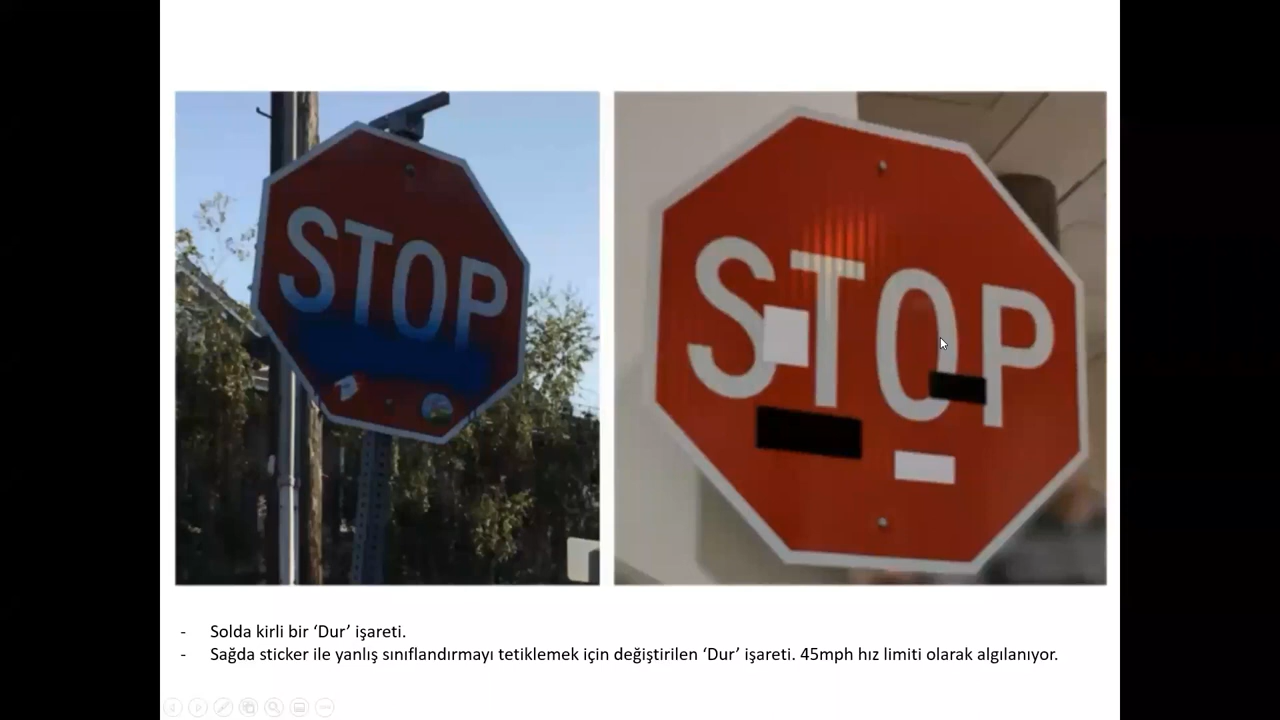 STOP
STOP
- Solda kirli bir ‘Dur’ işareti.
- Sağda sticker ile yanlış sınıflandırmayı tetiklemek için değiştirilen ‘Dur’ işareti. 45mph hız limiti olarak algılanıyor.